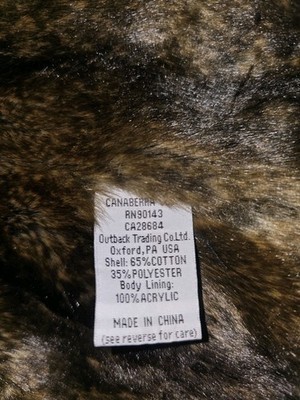 CANABERRA
RN90143
CA28684
Outback Trading Co.Ltd.
Oxford,PA USA
Shell: 65%COTTON
35%POLYESTER
Body Lining:
100%ACRYLIC
MADE IN CHINA
(see reverse for care)